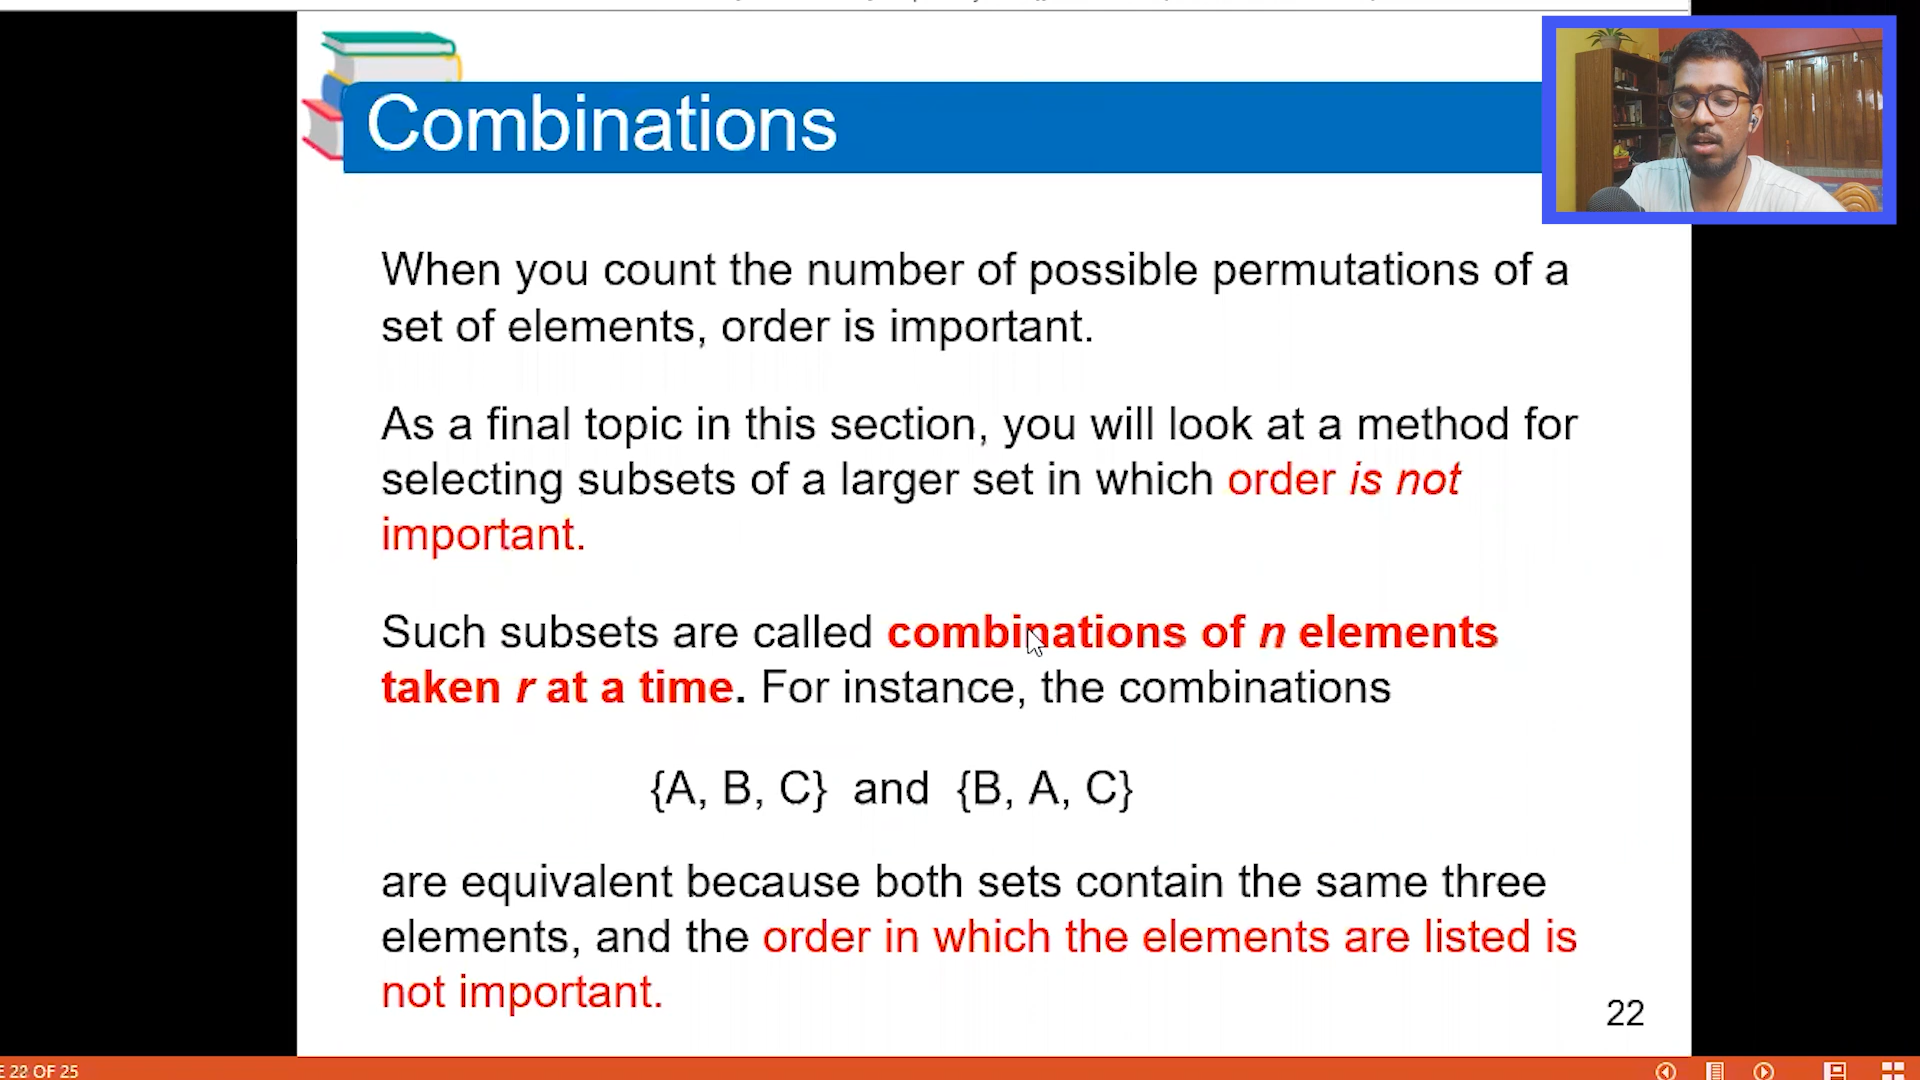 Combinations
When you count the number of possible permutations of a
set of elements, order is important.
As a final topic in this section, you will look at a method for
selecting subsets of a larger set in which order is not
important.
Such subsets are called combinations of n elements
taken r at a time. For instance, the combinations
{A, B, C} and {B, A, C}
are equivalent because both sets contain the same three
elements, and the order in which the elements are listed is
not important.
22
22 OF 25